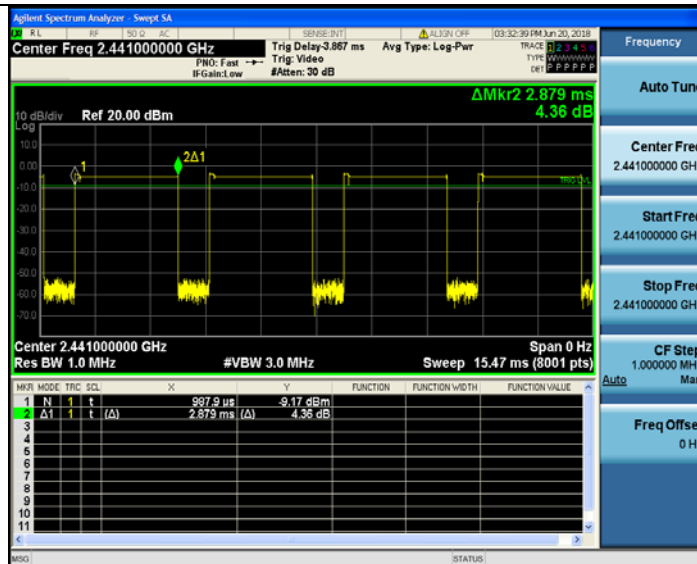 Agilent Spectrum Analyzer - Swept SA
RL RF 50 Ω AC SENSE:INT ALIGN OFF 03:32:39 PM Jun 20, 2018
Center Freq 2.441000000 GHz
Trig Delay-3.867 ms Avg Type: Log-Pwr TRACE 1 2 3 4 5 6
PNO: Fast Trig: Video TYPE WWWWWW
IFGain:Low #Atten: 30 dB DET P P P P P P
ΔMkr2 2.879 ms
4.36 dB
10 dB/div Ref 20.00 dBm
Log
10.0
0.00
-10.0
-20.0
-30.0
-40.0
-50.0
-60.0
-70.0
1
2Δ1
TRIG LVL
Center 2.441000000 GHz Span 0 Hz
Res BW 1.0 MHz #VBW 3.0 MHz Sweep 15.47 ms (8001 pts)
MKR MODE TRC SCL X Y FUNCTION FUNCTION WIDTH FUNCTION VALUE
1 N 1 t 997.9 µs -9.17 dBm
2 Δ1 1 t (Δ) 2.879 ms (Δ) 4.36 dB
3
4
5
6
7
8
9
10
11
MSG STATUS
Frequency
Auto Tun
Center Fre
2.441000000 GH
Start Fre
2.441000000 GH
Stop Fre
2.441000000 GH
CF Step
1.000000 MH
Auto Ma
Freq Offse
0 H